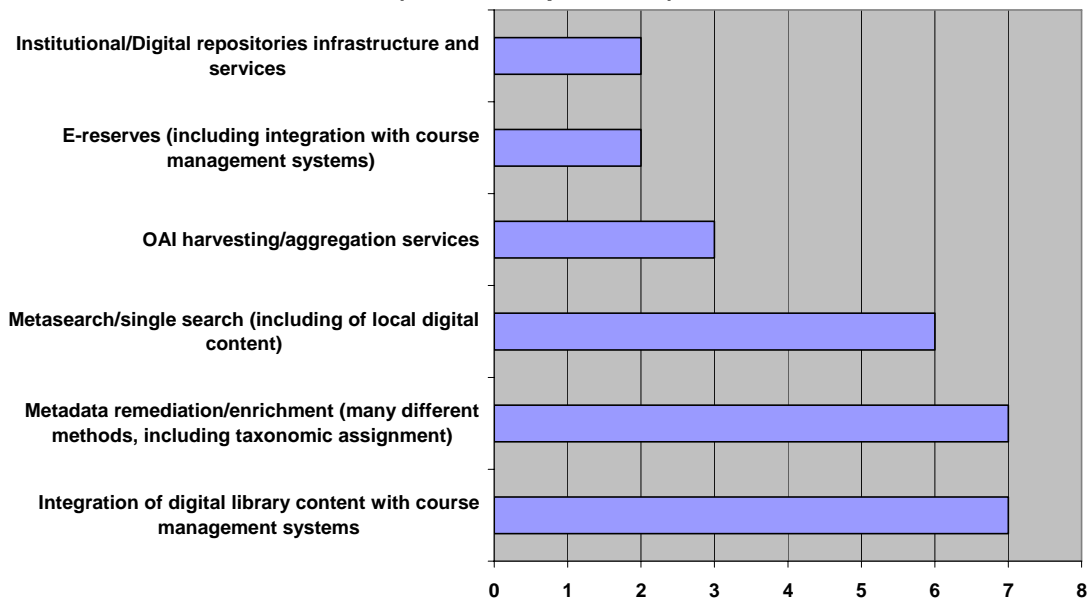 Institutional/Digital repositories infrastructure and
services
E-reserves (including integration with course
management systems)
OAI harvesting/aggregation services
Metasearch/single search (including of local digital
content)
Metadata remediation/enrichment (many different
methods, including taxonomic assignment)
Integration of digital library content with course
management systems
0 1 2 3 4 5 6 7 8